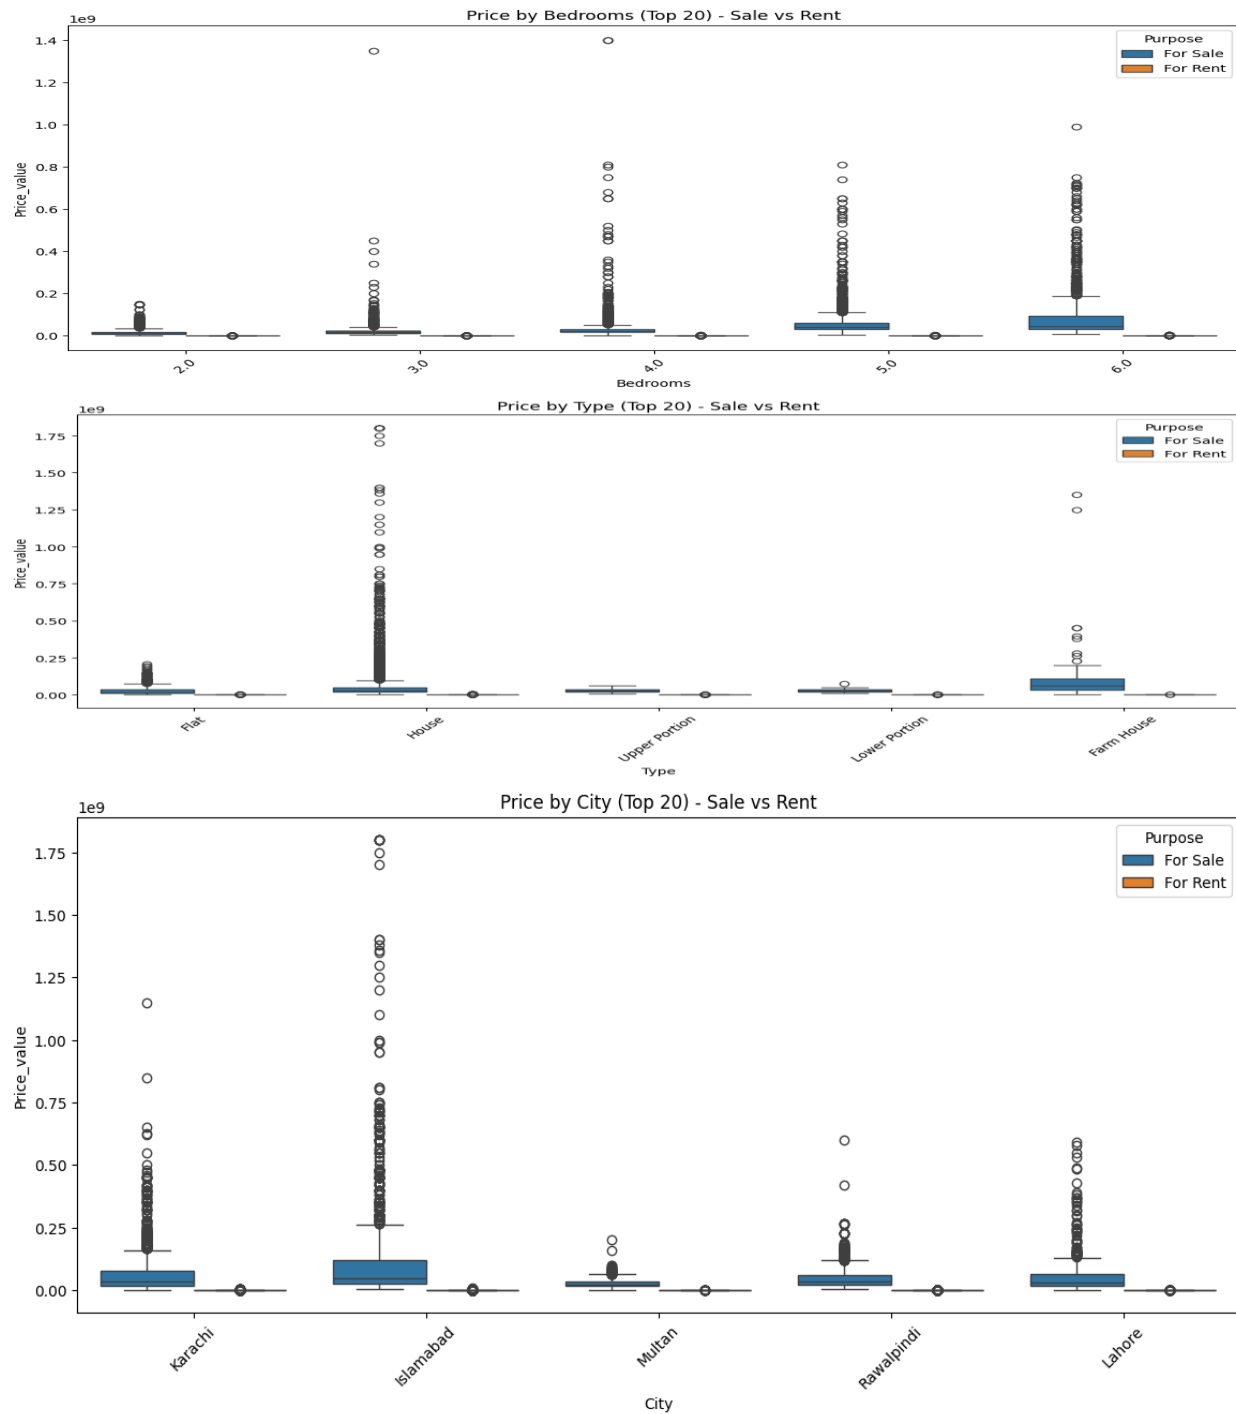 Price by Bedrooms (Top 20) - Sale vs Rent
1e9
Purpose
For Sale
For Rent
1.4
1.2
1.0
0.8
0.6
0.4
0.2
0.0
Price_value
2.0
3.0
4.0
5.0
6.0
Bedrooms
Price by Type (Top 20) - Sale vs Rent
1e9
Purpose
For Sale
For Rent
1.75
1.50
1.25
1.00
0.75
0.50
0.25
0.00
Price_value
Flat
House
Upper Portion
Lower Portion
Farm House
Type
Price by City (Top 20) - Sale vs Rent
1e9
Purpose
For Sale
For Rent
1.75
1.50
1.25
1.00
0.75
0.50
0.25
0.00
Price_value
Karachi
Islamabad
Multan
Rawalpindi
Lahore
City